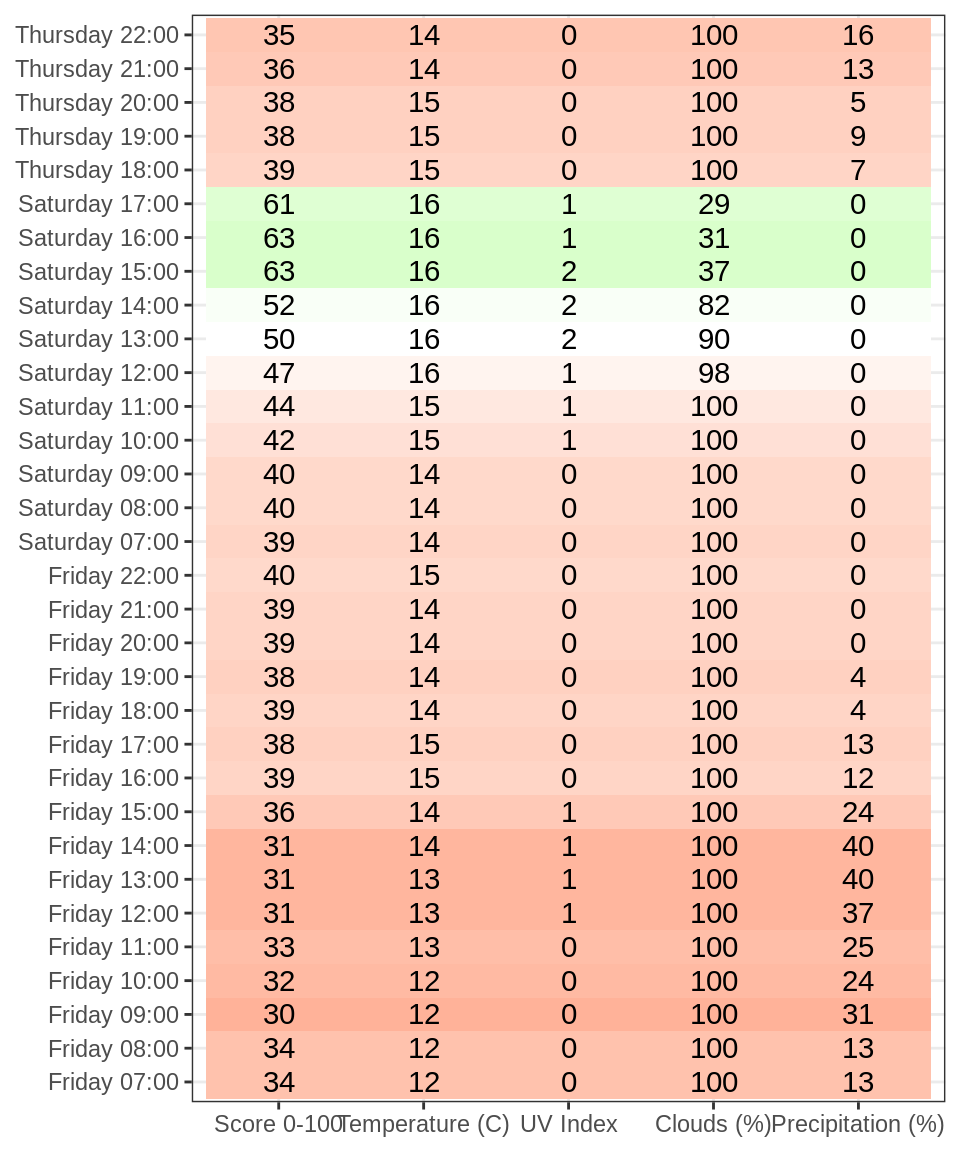 Thursday 22:00 35 14 0 100 16
Thursday 21:00 36 14 0 100 13
Thursday 20:00 38 15 0 100 5
Thursday 19:00 38 15 0 100 9
Thursday 18:00 39 15 0 100 7
Saturday 17:00 61 16 1 29 0
Saturday 16:00 63 16 1 31 0
Saturday 15:00 63 16 2 37 0
Saturday 14:00 52 16 2 82 0
Saturday 13:00 50 16 2 90 0
Saturday 12:00 47 16 1 98 0
Saturday 11:00 44 15 1 100 0
Saturday 10:00 42 15 1 100 0
Saturday 09:00 40 14 0 100 0
Saturday 08:00 40 14 0 100 0
Saturday 07:00 39 14 0 100 0
Friday 22:00 40 15 0 100 0
Friday 21:00 39 14 0 100 0
Friday 20:00 39 14 0 100 0
Friday 19:00 38 14 0 100 4
Friday 18:00 39 14 0 100 4
Friday 17:00 38 15 0 100 13
Friday 16:00 39 15 0 100 12
Friday 15:00 36 14 1 100 24
Friday 14:00 31 14 1 100 40
Friday 13:00 31 13 1 100 40
Friday 12:00 31 13 1 100 37
Friday 11:00 33 13 0 100 25
Friday 10:00 32 12 0 100 24
Friday 09:00 30 12 0 100 31
Friday 08:00 34 12 0 100 13
Friday 07:00 34 12 0 100 13
Score 0-100 Temperature (C) UV Index Clouds (%) Precipitation (%)